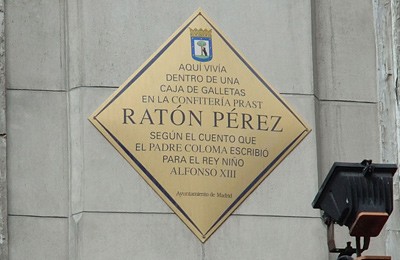 AQUÍ VIVÍA
DENTRO DE UNA
CAJA DE GALLETAS
EN LA CONFITERÍA PRAST
RATÓN PÉREZ
SEGÚN EL CUENTO QUE
EL PADRE COLOMA ESCRIBIO
PARA EL REY NIÑO
ALFONSO XIII
Ayuntamiento de Madrid